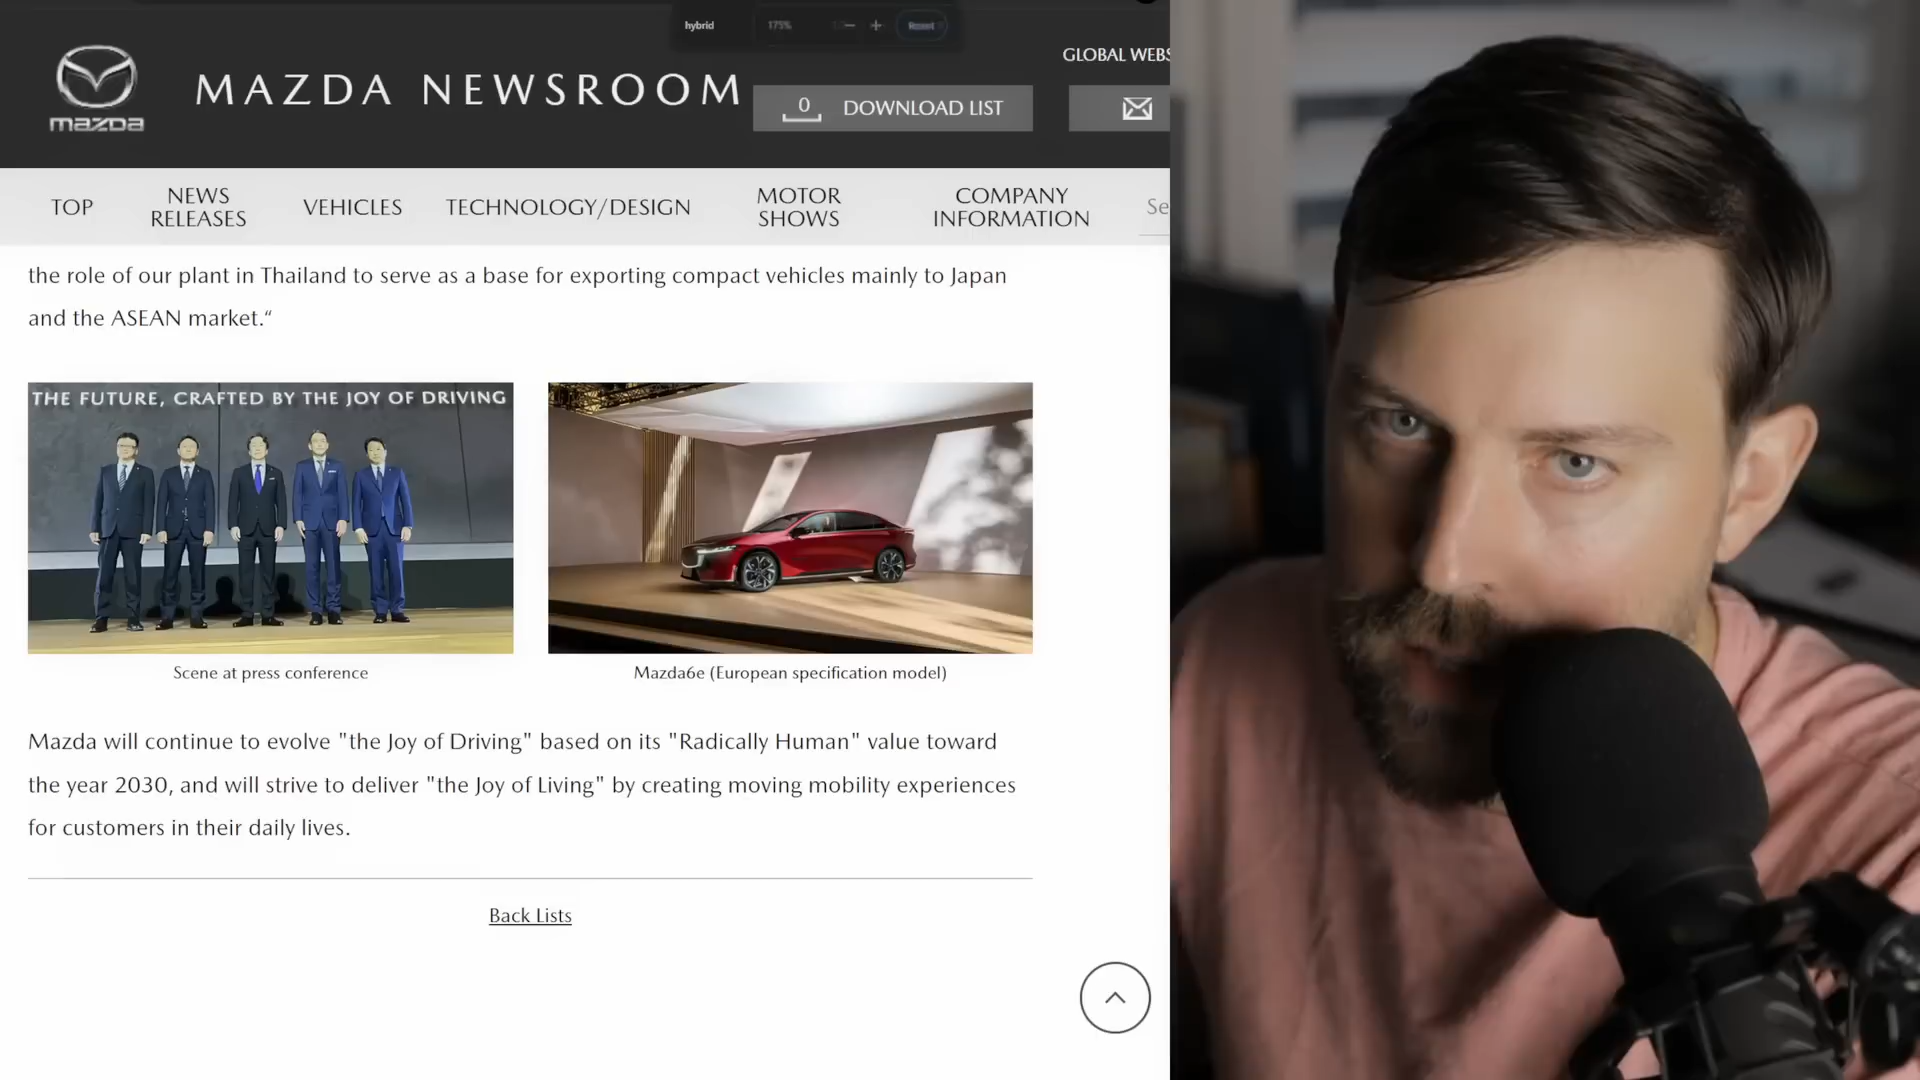 hybrid
175%
Reset
GLOBAL WEBS
mazda
MAZDA NEWSROOM
0 DOWNLOAD LIST
TOP
NEWS
RELEASES
VEHICLES
TECHNOLOGY/DESIGN
MOTOR
SHOWS
COMPANY
INFORMATION
Se
the role of our plant in Thailand to serve as a base for exporting compact vehicles mainly to Japan
and the ASEAN market.“
THE FUTURE, CRAFTED BY THE JOY OF DRIVING
Scene at press conference
Mazda6e (European specification model)
Mazda will continue to evolve "the Joy of Driving" based on its "Radically Human" value toward
the year 2030, and will strive to deliver "the Joy of Living" by creating moving mobility experiences
for customers in their daily lives.
Back Lists